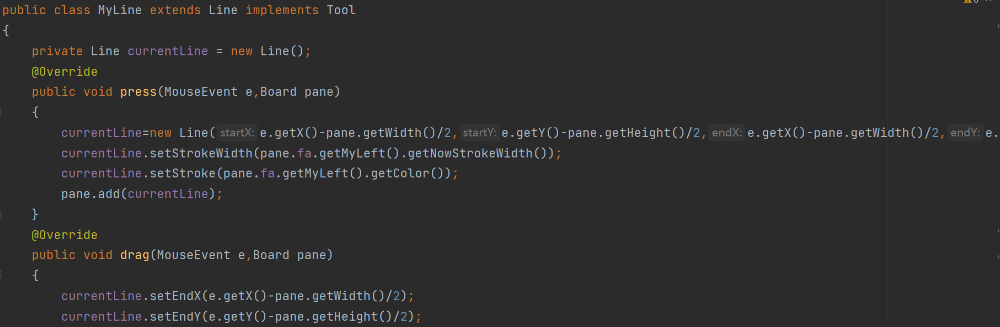 public class MyLine extends Line implements Tool
{
private Line currentLine = new Line();
@Override
public void press(MouseEvent e,Board pane)
{
currentLine=new Line( startX: e.getX()-pane.getWidth()/2, startY: e.getY()-pane.getHeight()/2, endX: e.getX()-pane.getWidth()/2, endY: e.
currentLine.setStrokeWidth(pane.fa.getMyLeft().getNowStrokeWidth());
currentLine.setStroke(pane.fa.getMyLeft().getColor());
pane.add(currentLine);
}
@Override
public void drag(MouseEvent e,Board pane)
{
currentLine.setEndX(e.getX()-pane.getWidth()/2);
currentLine.setEndY(e.getY()-pane.getHeight()/2);